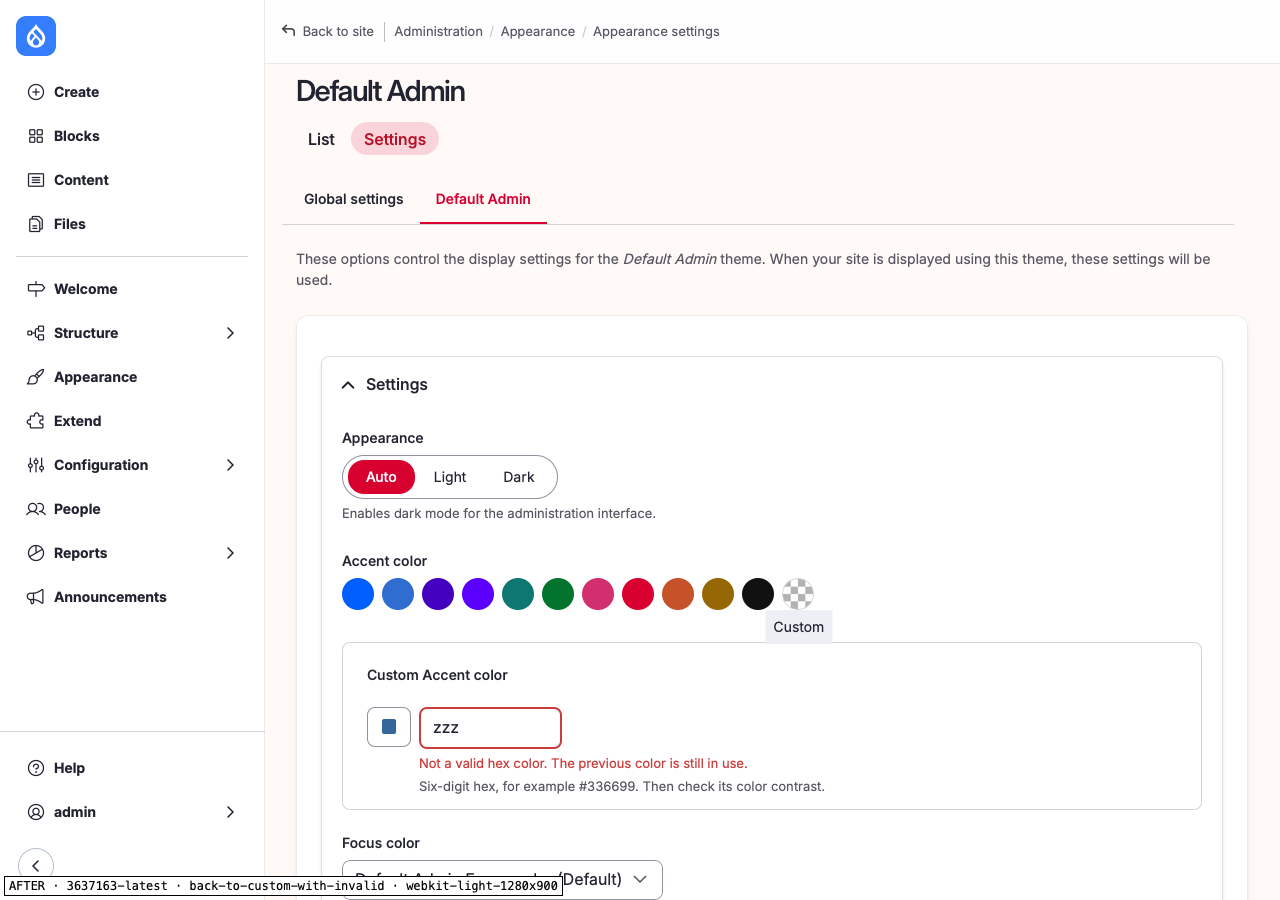 Back to site
Administration / Appearance / Appearance settings
Create
Blocks
Content
Files
Welcome
Structure
Appearance
Extend
Configuration
People
Reports
Announcements
Help
admin
Default Admin
List
Settings
Global settings
Default Admin
These options control the display settings for the Default Admin theme. When your site is displayed using this theme, these settings will be
used.
Settings
Appearance
Auto
Light
Dark
Enables dark mode for the administration interface.
Accent color
Custom
Custom Accent color
zzz
Not a valid hex color. The previous color is still in use.
Six-digit hex, for example #336699. Then check its color contrast.
Focus color
(Default)
AFTER · 3637163-latest · back-to-custom-with-invalid · webkit-light-1280x900